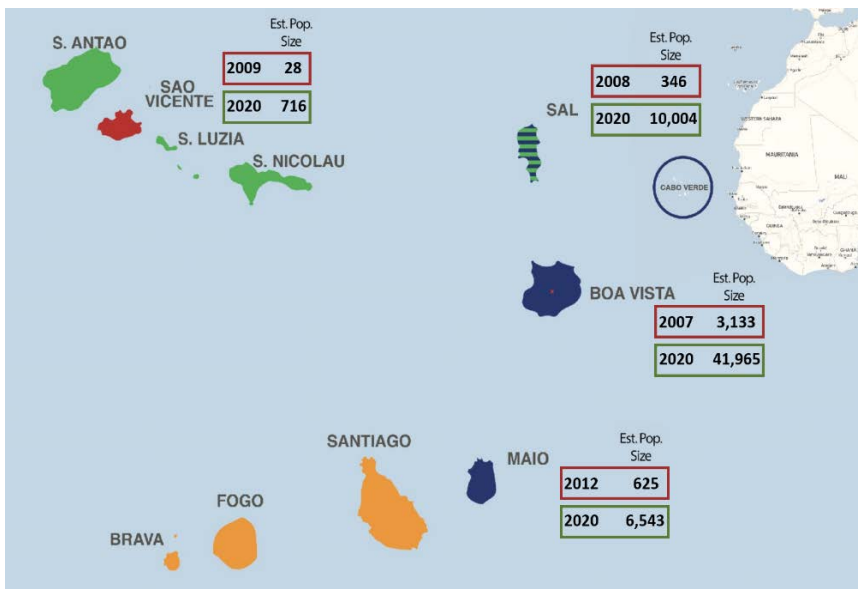 S. ANTAO
Est. Pop.
Size
2009 28
2020 716
SAO
VICENTE
S. LUZIA
S. NICOLAU
Est. Pop.
Size
2008 346
2020 10,004
SAL
WESTERN SAHARA
MAURITANIA
MALI
CABO VERDE
BOA VISTA
Est. Pop.
Size
2007 3,133
2020 41,965
SANTIAGO
MAIO
Est. Pop.
Size
2012 625
2020 6,543
FOGO
BRAVA